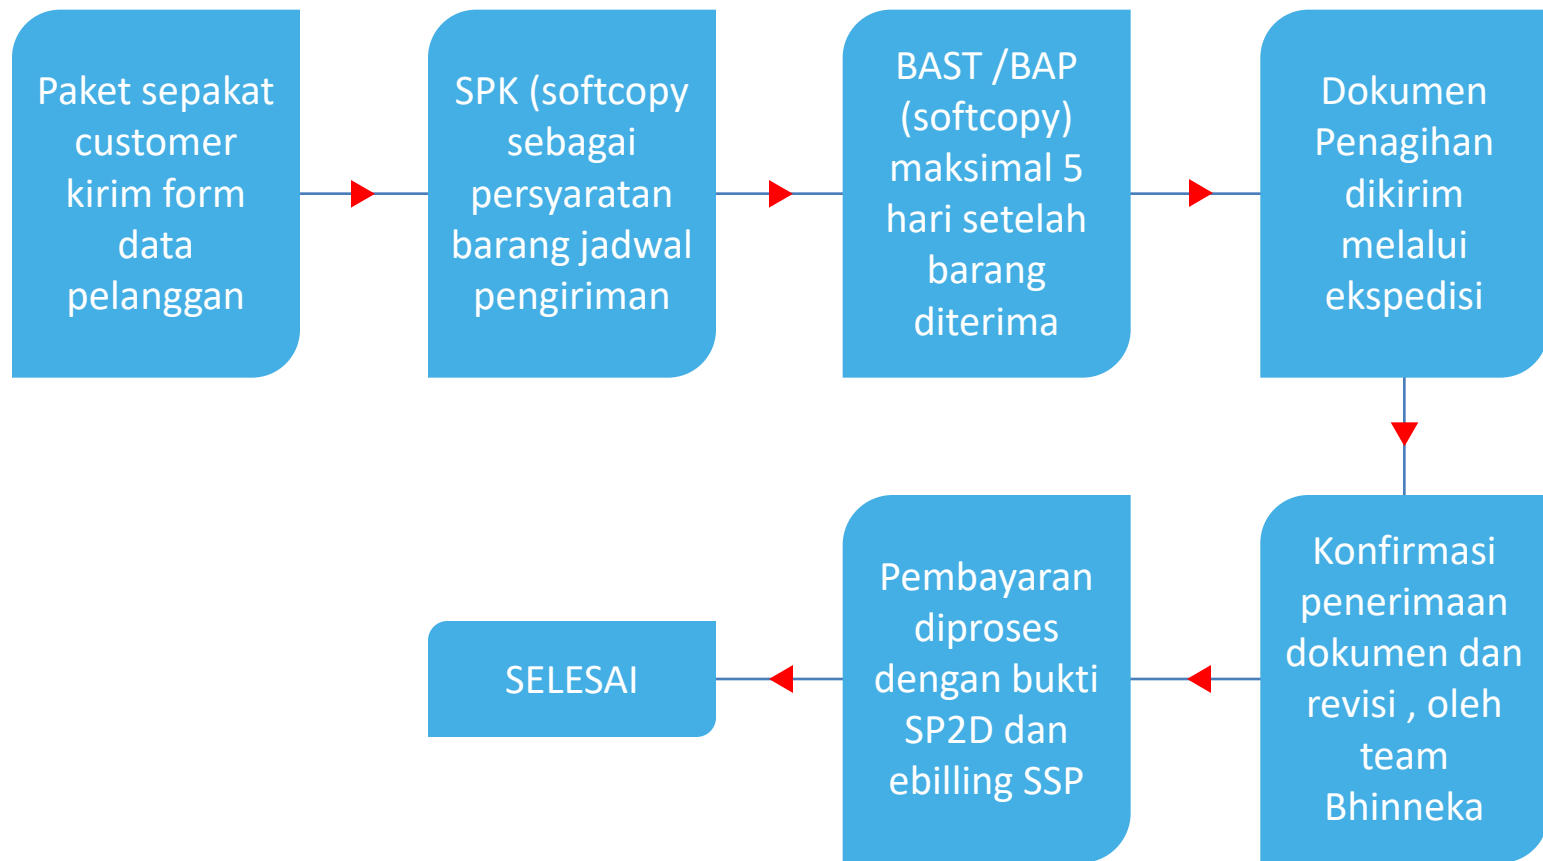 Paket sepakat
customer
kirim form
data
pelanggan
SPK (softcopy
sebagai
persyaratan
barang jadwal
pengiriman
BAST /BAP
(softcopy)
maksimal 5
hari setelah
barang
diterima
Dokumen
Penagihan
dikirim
melalui
ekspedisi
Konfirmasi
penerimaan
dokumen dan
revisi , oleh
team
Bhinneka
Pembayaran
diproses
dengan bukti
SP2D dan
ebilling SSP
SELESAI